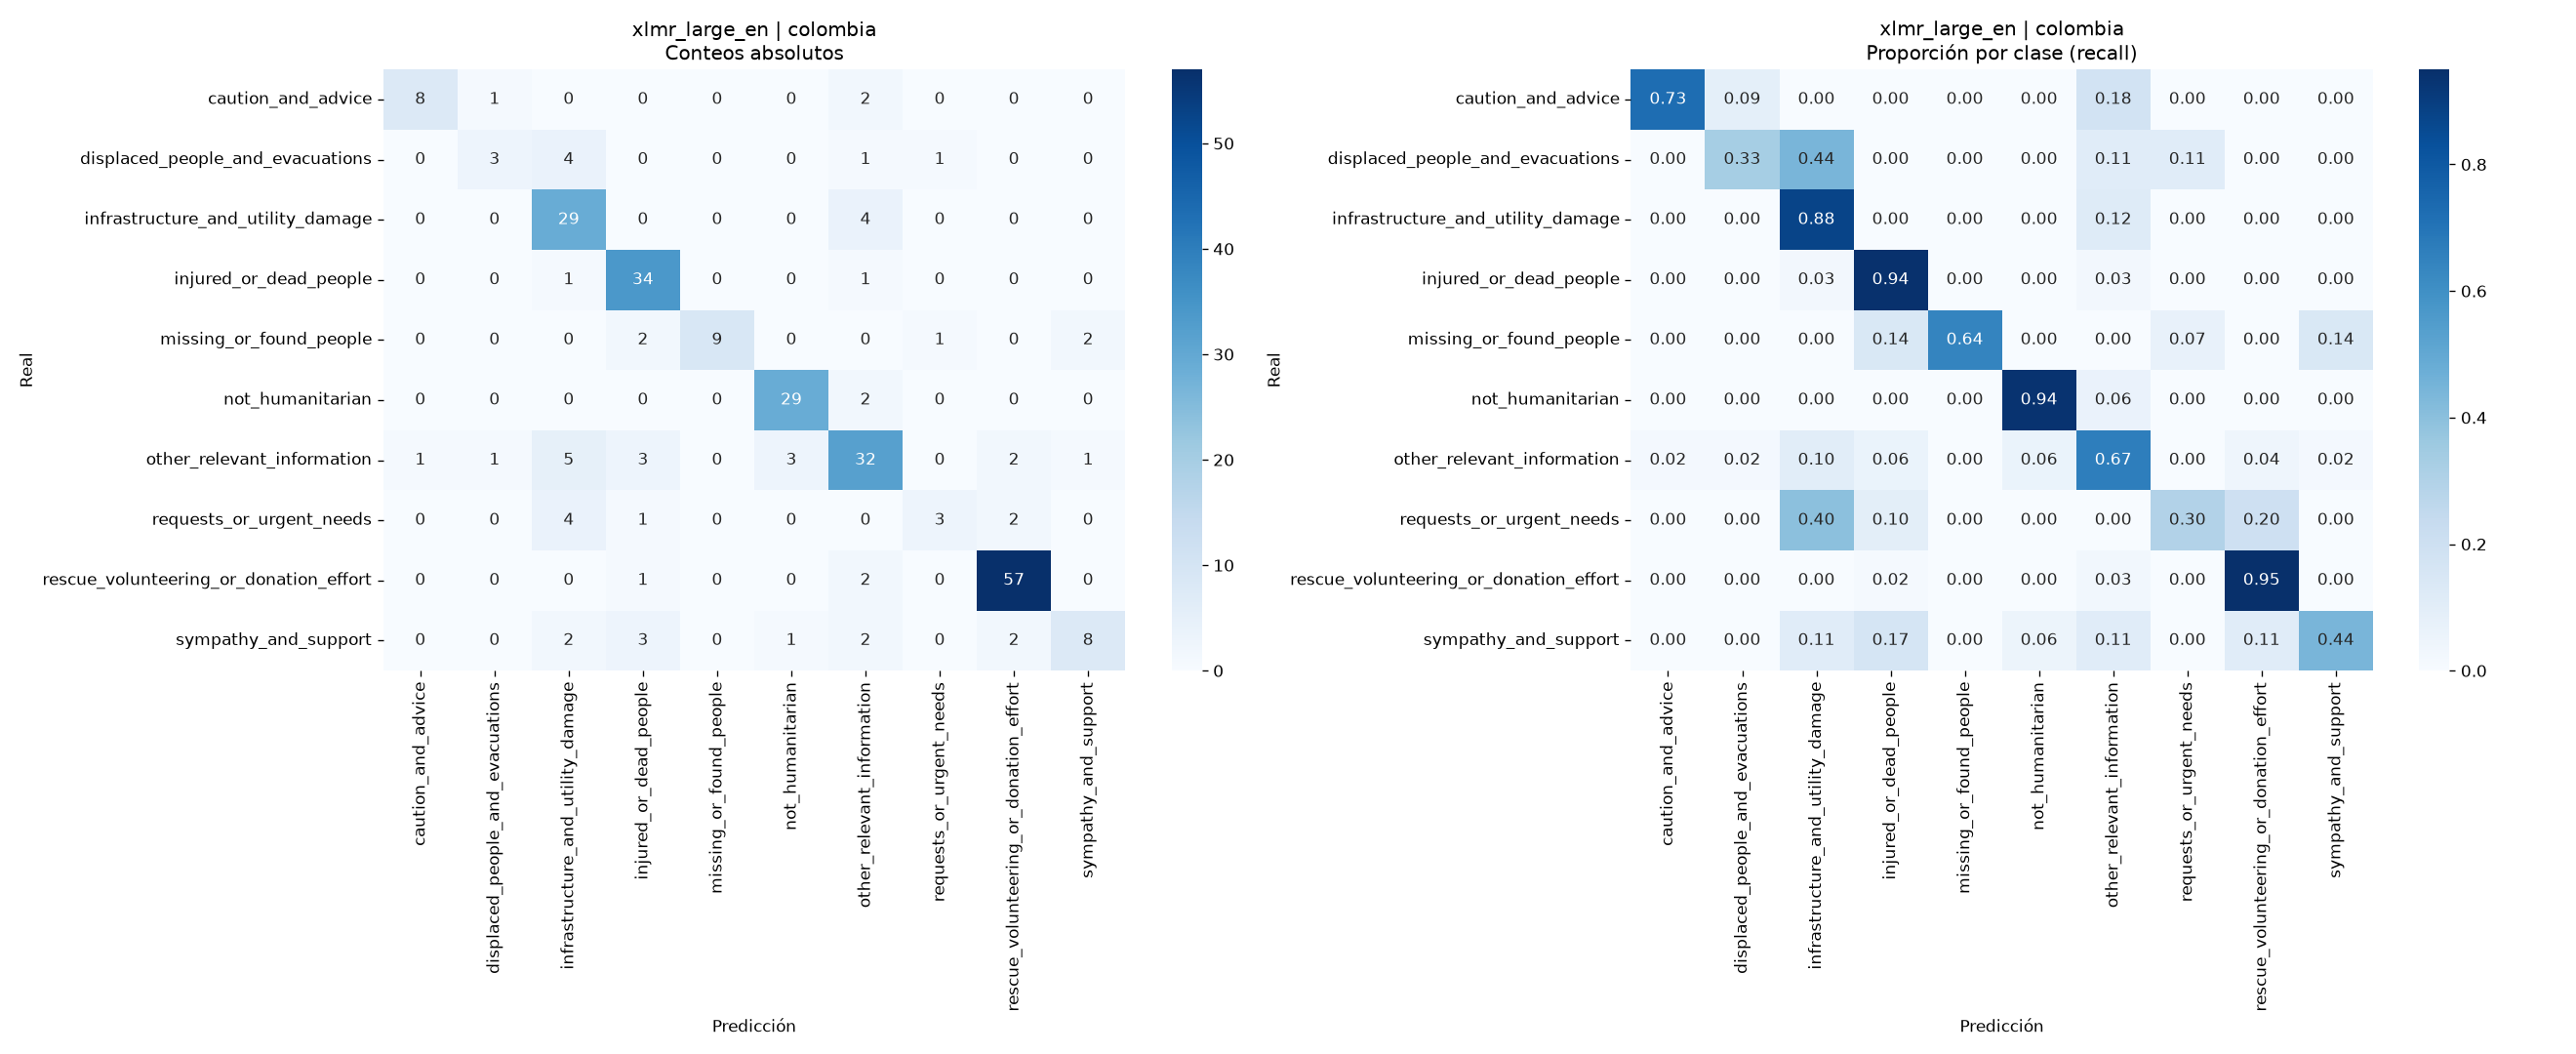 xlmr_large_en | colombia
Conteos absolutos
Real
caution_and_advice 8 1 0 0 0 0 2 0 0 0
displaced_people_and_evacuations 0 3 4 0 0 0 1 1 0 0
infrastructure_and_utility_damage 0 0 29 0 0 0 4 0 0 0
injured_or_dead_people 0 0 1 34 0 0 1 0 0 0
missing_or_found_people 0 0 0 2 9 0 0 1 0 2
not_humanitarian 0 0 0 0 0 29 2 0 0 0
other_relevant_information 1 1 5 3 0 3 32 0 2 1
requests_or_urgent_needs 0 0 4 1 0 0 0 3 2 0
rescue_volunteering_or_donation_effort 0 0 0 1 0 0 2 0 57 0
sympathy_and_support 0 0 2 3 0 1 2 0 2 8
caution_and_advice
displaced_people_and_evacuations
infrastructure_and_utility_damage
injured_or_dead_people
missing_or_found_people
not_humanitarian
other_relevant_information
requests_or_urgent_needs
rescue_volunteering_or_donation_effort
sympathy_and_support
Predicción
50
40
30
20
10
0
xlmr_large_en | colombia
Proporción por clase (recall)
Real
caution_and_advice 0.73 0.09 0.00 0.00 0.00 0.00 0.18 0.00 0.00 0.00
displaced_people_and_evacuations 0.00 0.33 0.44 0.00 0.00 0.00 0.11 0.11 0.00 0.00
infrastructure_and_utility_damage 0.00 0.00 0.88 0.00 0.00 0.00 0.12 0.00 0.00 0.00
injured_or_dead_people 0.00 0.00 0.03 0.94 0.00 0.00 0.03 0.00 0.00 0.00
missing_or_found_people 0.00 0.00 0.00 0.14 0.64 0.00 0.00 0.07 0.00 0.14
not_humanitarian 0.00 0.00 0.00 0.00 0.00 0.94 0.06 0.00 0.00 0.00
other_relevant_information 0.02 0.02 0.10 0.06 0.00 0.06 0.67 0.00 0.04 0.02
requests_or_urgent_needs 0.00 0.00 0.40 0.10 0.00 0.00 0.00 0.30 0.20 0.00
rescue_volunteering_or_donation_effort 0.00 0.00 0.00 0.02 0.00 0.00 0.03 0.00 0.95 0.00
sympathy_and_support 0.00 0.00 0.11 0.17 0.00 0.06 0.11 0.00 0.11 0.44
caution_and_advice
displaced_people_and_evacuations
infrastructure_and_utility_damage
injured_or_dead_people
missing_or_found_people
not_humanitarian
other_relevant_information
requests_or_urgent_needs
rescue_volunteering_or_donation_effort
sympathy_and_support
Predicción
0.8
0.6
0.4
0.2
0.0